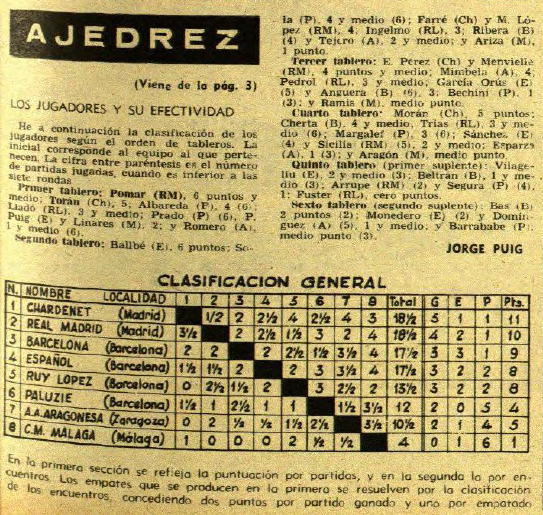 AJEDREZ
(Viene de la pág. 3)
LOS JUGADORES Y SU EFECTIVIDAD
He a continuación la clasificación de los
jugadores según el orden de tableros. La
inicial corresponde al equipo al que perte-
necen. La cifra entre paréntesis es el número
de partidas jugadas, cuando es inferior a las
siete rondas.
Primer tablero: Pomar (RM), 6 puntos y
medio; Torán (Ch), 5, Albareda (P), 4 (6);
Lladó (RL), 3 y medio; Prado (P) (6), P.
Puig (E) y Linares (M), 2; y Romero (A),
1 y medio (6).
Segundo tablero: Ballbé (E), 6 puntos; So-
la (P), 4 y medio (6); Farré (Ch) y M. Ló-
pez (RM), 4, Ingelmo (RL), 3; Ribera (B)
(4) y Tejero (A), 2 y medio; y Ariza (M),
1 punto.
Tercer tablero: E. Pérez (Ch) y Menvielle
(RM), 4 puntos y medio; Mimbela (A), 4;
Pedrol (RL), 3 y medio; García Orús (E)
(5) y Anguera (B) (6), 3; Bechini (P), 1
(3); y Ramis (M), medio punto.
Cuarto tablero: Morán (Ch), 5 puntos;
Cherta (B), 4 y medio, Trías (RL), 3 y me-
dio (6); Margalef (P), 3 (6); Sánchez (E)
(4) y Sicilia (RM) (5), 2 y medio; Esparza
(A), 1 (3); y Aragón (M), medio punto.
Quinto tablero (primer suplente): Vilage-
liu (E), 2 y medio (3); Beltrán (B), 1 y me-
dio (3); Arrupe (RM) (2) y Segura (P) (4),
1; Fuster (RL), cero puntos.
Sexto tablero (segundo suplente): Bas (B)
2 puntos (2); Monedero (E) (2) y Domín-
guez (A) (5), 1 y medio; y Barrababe (P)
medio punto (3).
JORGE PUIG
CLASIFICACION GENERAL
N. NOMBRE LOCALIDAD 1 2 3 4 5 6 7 8 Total G E P Pts.
1 CHARDENET (Madrid) 1/2 2 2½ 4 2½ 4 3 18½ 5 1 1 11
2 REAL MADRID (Madrid) 3½ 2 2½ 1½ 3 2 4 18½ 4 2 1 10
3 BARCELONA (Barcelona) 2 2 2 2½ 1½ 3½ 4 17½ 3 3 1 9
4 ESPAÑOL (Barcelona) 1½ 1½ 2 2 3 3½ 4 17½ 3 2 2 8
5 RUY LOPEZ (Barcelona) 0 2½ 1½ 2 3 2½ 2 13½ 3 2 2 8
6 PALUZIE (Barcelona) 1½ 1 2½ 1 1 1½ 3½ 12 2 0 5 4
7 A.A. ARAGONESA (Zaragoza) 0 2 ½ ½ 1½ 2½ 3½ 10½ 2 1 4 5
8 C.M. MÁLAGA (Málaga) 1 0 0 0 2 ½ ½ 4 0 1 6 1
En la primera sección se refleja la puntuación por partidas, y en la segunda la por en-
cuentros. Los empates que se producen en la primera se resuelven por la clasificación
de los encuentros, concediendo dos puntos por partido ganado y uno por empatado